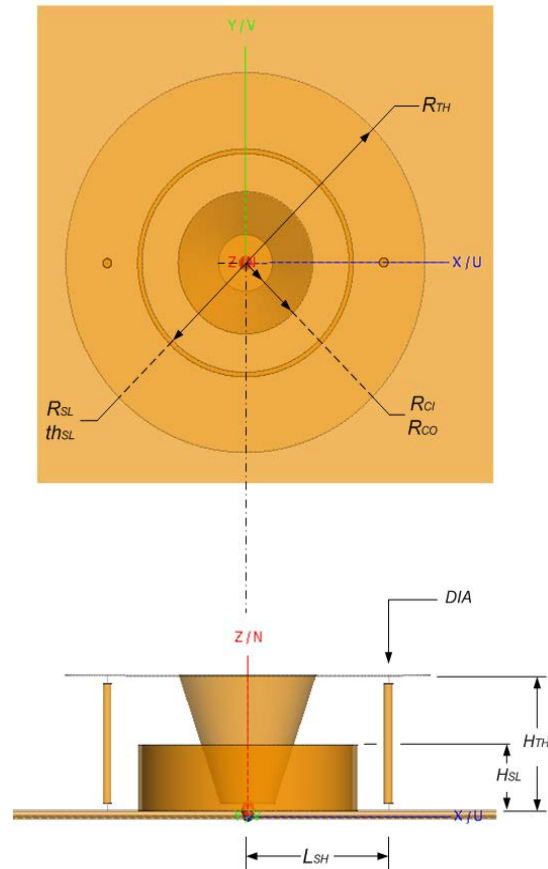 Y / V
R_TH
Z / N
X / U
R_SL
th_SL
R_CI
R_CO
DIA
Z / N
H_TH
H_SL
X / U
L_SH